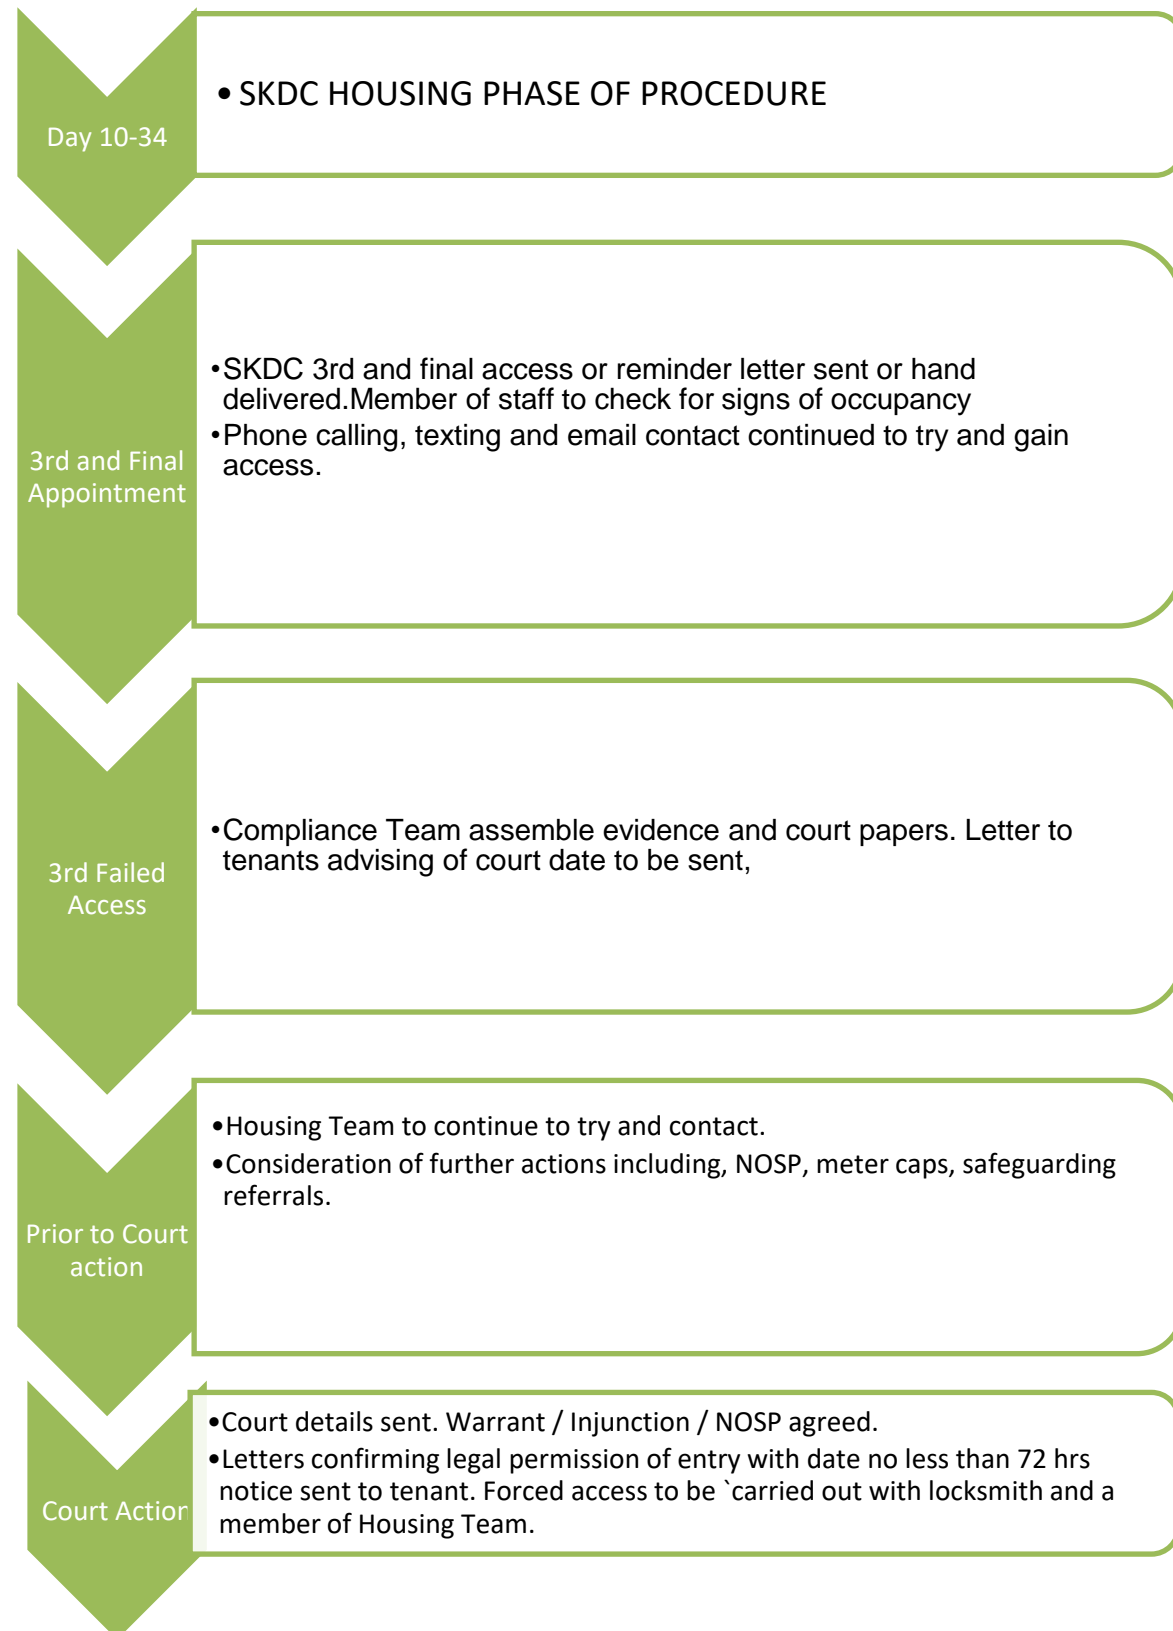 Day 10-34
• SKDC HOUSING PHASE OF PROCEDURE
3rd and Final
Appointment
•SKDC 3rd and final access or reminder letter sent or hand
delivered.Member of staff to check for signs of occupancy
•Phone calling, texting and email contact continued to try and gain
access.
3rd Failed
Access
•Compliance Team assemble evidence and court papers. Letter to
tenants advising of court date to be sent,
Prior to Court
action
•Housing Team to continue to try and contact.
•Consideration of further actions including, NOSP, meter caps, safeguarding
referrals.
Court Action
•Court details sent. Warrant / Injunction / NOSP agreed.
•Letters confirming legal permission of entry with date no less than 72 hrs
notice sent to tenant. Forced access to be `carried out with locksmith and a
member of Housing Team.